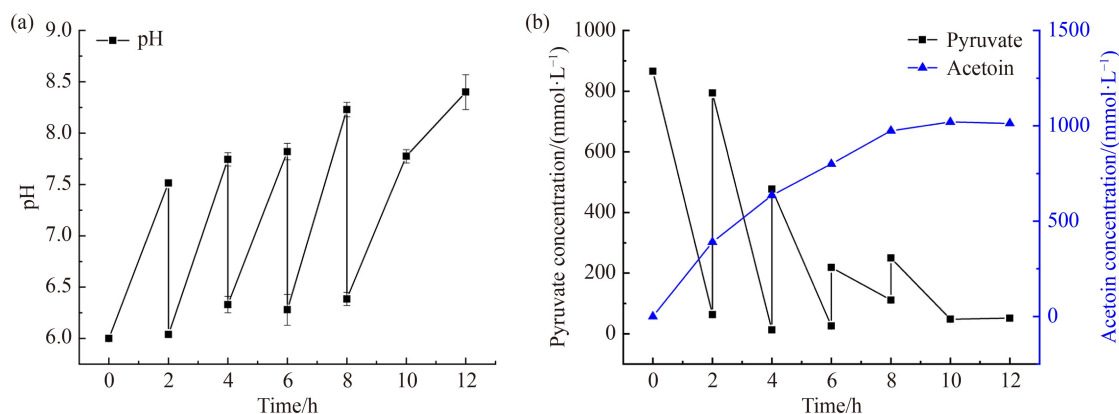 (a)
pH
pH
9.0
8.5
8.0
7.5
7.0
6.5
6.0
0 2 4 6 8 10 12
Time/h
(b)
Pyruvate
Acetoin
Pyruvate concentration/(mmol·L⁻¹)
1000
800
600
400
200
0
0 2 4 6 8 10 12
Time/h
1500
1000
500
0
Acetoin concentration/(mmol·L⁻¹)